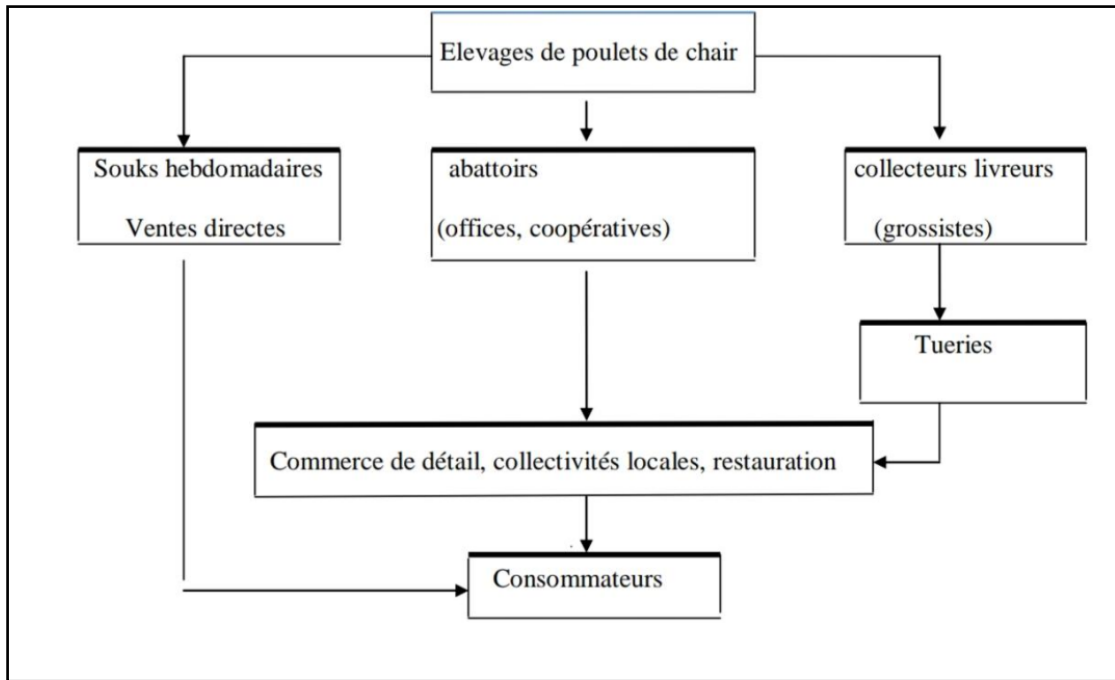 Elevages de poulets de chair
Souks hebdomadaires
Ventes directes
abattoirs
(offices, coopératives)
collecteurs livreurs
(grossistes)
Tueries
Commerce de détail, collectivités locales, restauration
Consommateurs